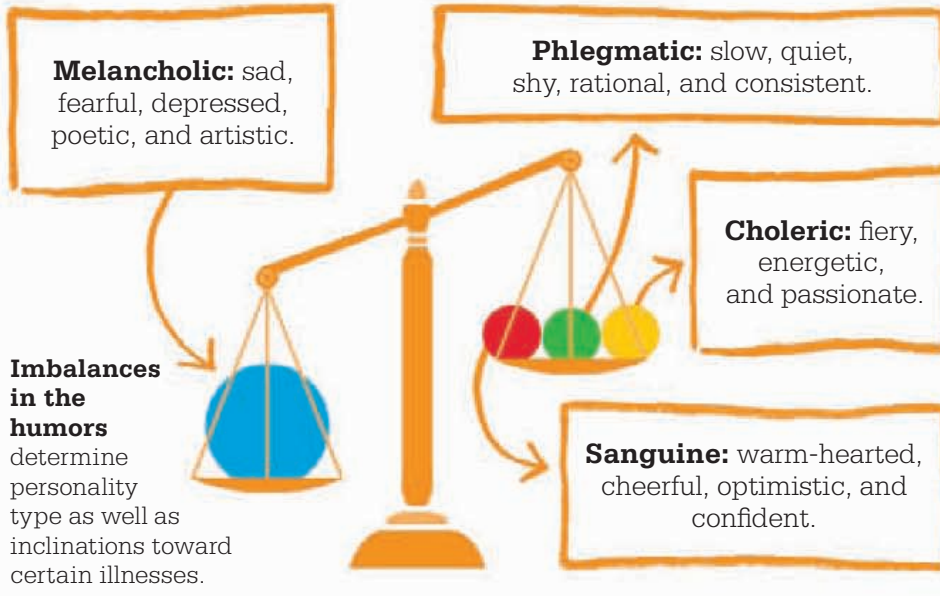 Melancholic: sad,
fearful, depressed,
poetic, and artistic.
Phlegmatic: slow, quiet,
shy, rational, and consistent.
Choleric: fiery,
energetic,
and passionate.
Imbalances
in the
humors
determine
personality
type as well as
inclinations toward
certain illnesses.
Sanguine: warm-hearted,
cheerful, optimistic, and
confident.